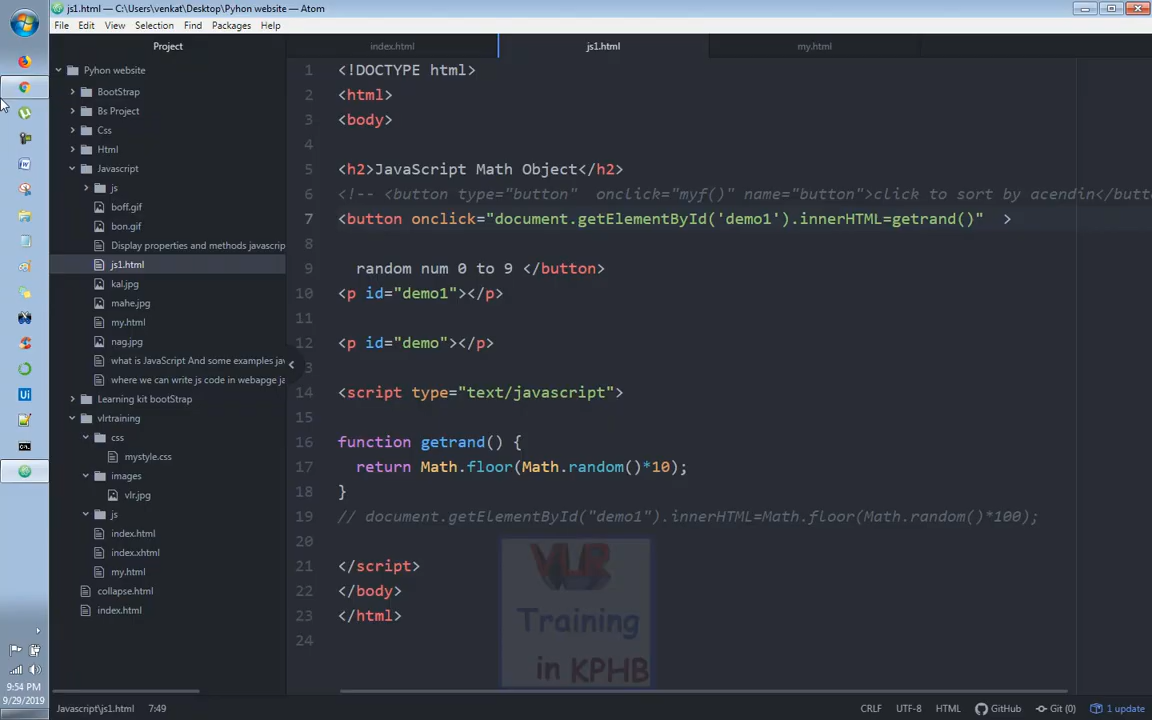 js1.html — C:\Users\venkat\Desktop\Pyhon website — Atom
File Edit View Selection Find Packages Help
Project
index.html
js1.html
my.html
Pyhon website
BootStrap
Bs Project
Css
Html
Javascript
js
boff.gif
bon.gif
Display properties and methods javascrip
js1.html
kal.jpg
mahe.jpg
my.html
nag.jpg
what is JavaScript And some examples jav
where we can write js code in webapge ja
Learning kit bootStrap
vlrtraining
css
mystyle.css
images
vlr.jpg
js
index.html
index.xhtml
my.html
collapse.html
index.html
1 <!DOCTYPE html>
2 <html>
3 <body>
4
5 <h2>JavaScript Math Object</h2>
6 <!-- <button type="button"  onclick="myf()" name="button">click to sort by acendin</butto
7 <button onclick="document.getElementById('demo1').innerHTML=getrand()"  >
8
9   random num 0 to 9 </button>
10 <p id="demo1"></p>
11
12 <p id="demo"></p>
13
14 <script type="text/javascript">
15
16 function getrand() {
17   return Math.floor(Math.random()*10);
18 }
19 // document.getElementById("demo1").innerHTML=Math.floor(Math.random()*100);
20
21 </script>
22 </body>
23 </html>
24
VLR
Training
in KPHB
Ui
9:54 PM
9/29/2019
Javascript\js1.html 7:49
CRLF UTF-8 HTML GitHub Git (0) 1 update